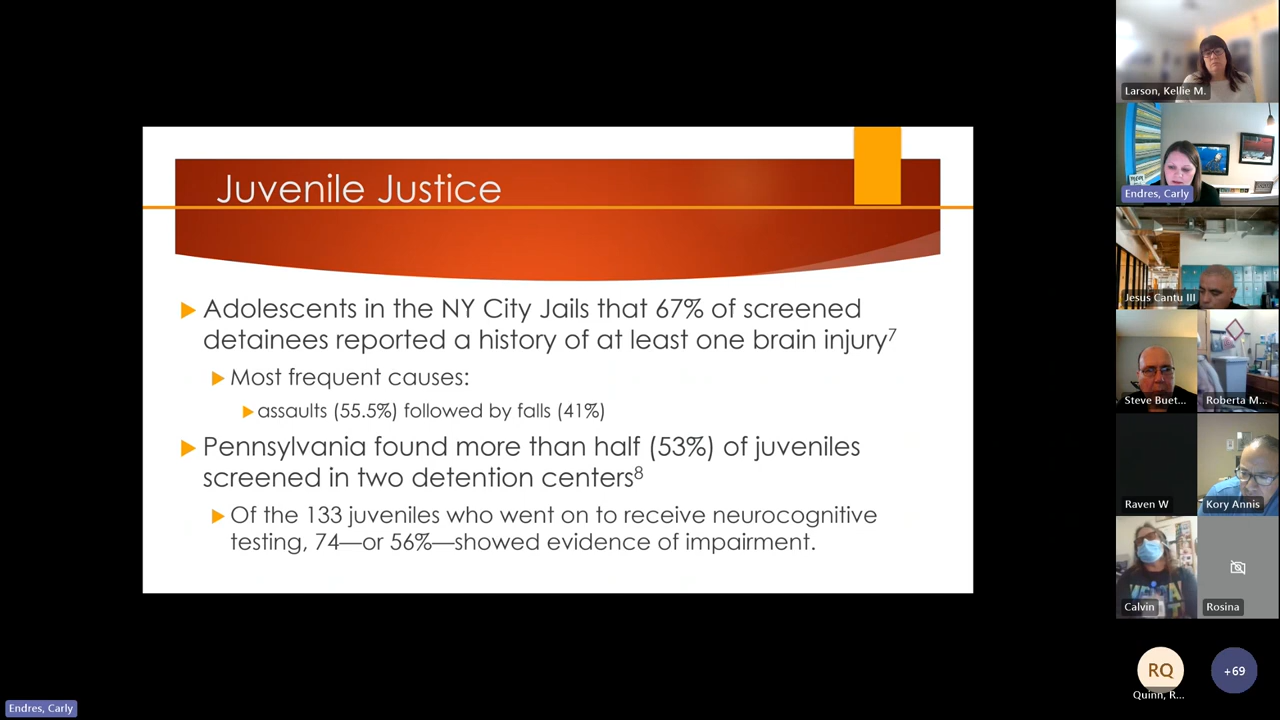 Juvenile Justice
Adolescents in the NY City Jails that 67% of screened
detainees reported a history of at least one brain injury7
Most frequent causes:
assaults (55.5%) followed by falls (41%)
Pennsylvania found more than half (53%) of juveniles
screened in two detention centers8
Of the 133 juveniles who went on to receive neurocognitive
testing, 74—or 56%—showed evidence of impairment.
Larson, Kellie M.
Endres, Carly
Jesus Cantu III
Steve Buet...
Roberta M...
Raven W
Kory Annis
Calvin
Rosina
RQ
+69
Quinn, R...
Endres, Carly